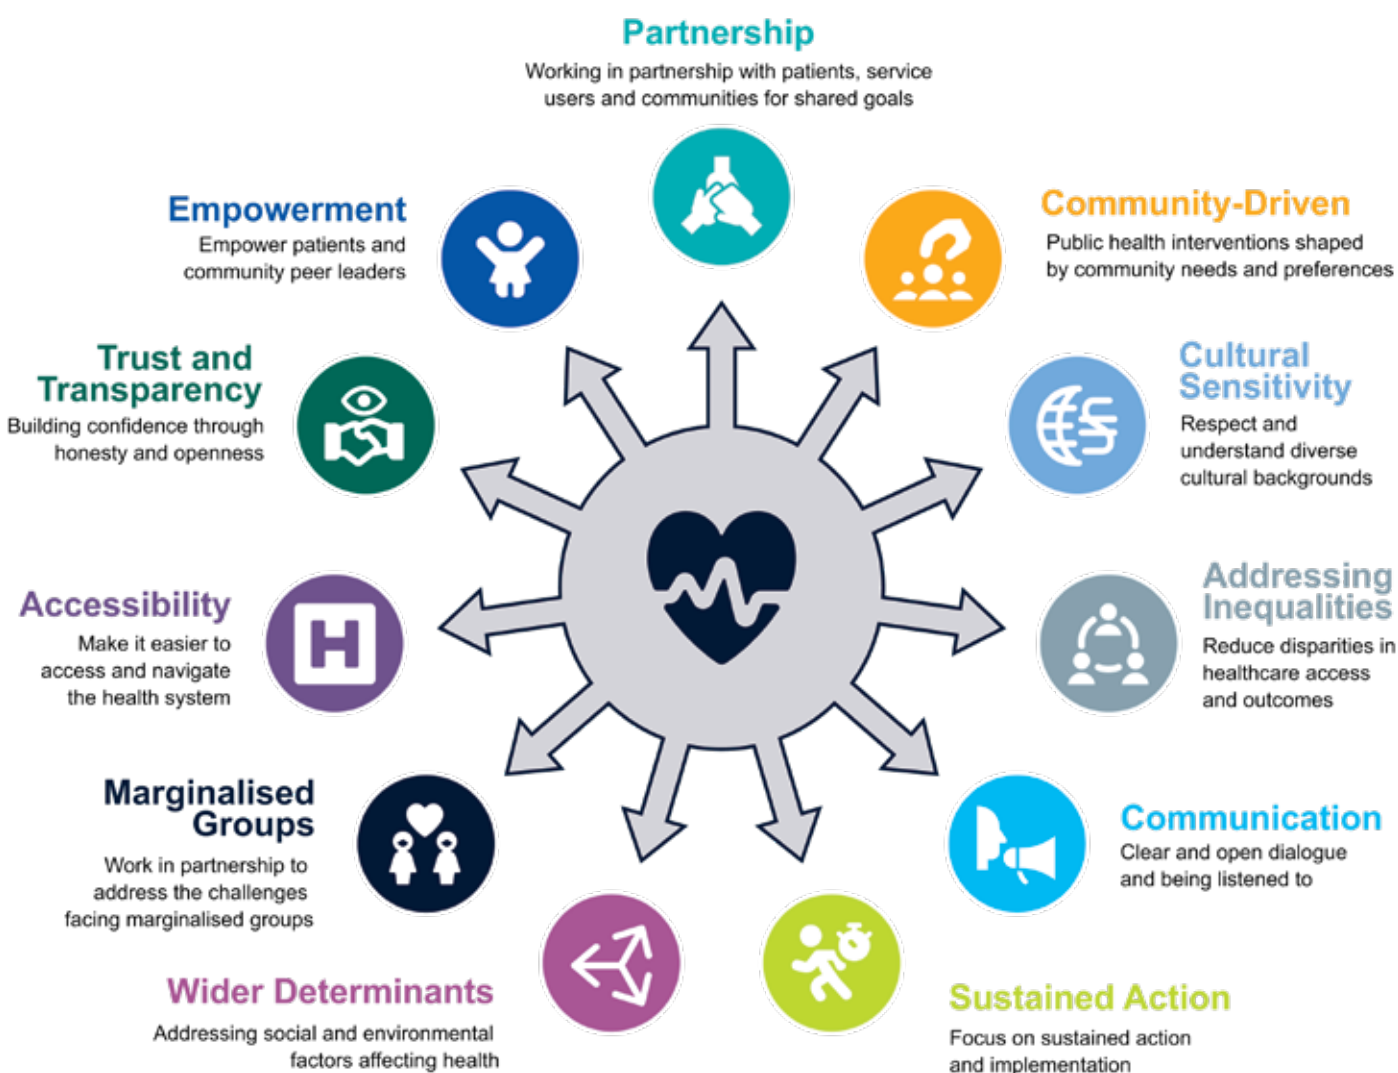 Partnership
Working in partnership with patients, service
users and communities for shared goals
Community-Driven
Public health interventions shaped
by community needs and preferences
Cultural
Sensitivity
Respect and
understand diverse
cultural backgrounds
Addressing
Inequalities
Reduce disparities in
healthcare access
and outcomes
Communication
Clear and open dialogue
and being listened to
Sustained Action
Focus on sustained action
and implementation
Wider Determinants
Addressing social and environmental
factors affecting health
Marginalised
Groups
Work in partnership to
address the challenges
facing marginalised groups
Accessibility
Make it easier to
access and navigate
the health system
H
Trust and
Transparency
Building confidence through
honesty and openness
Empowerment
Empower patients and
community peer leaders